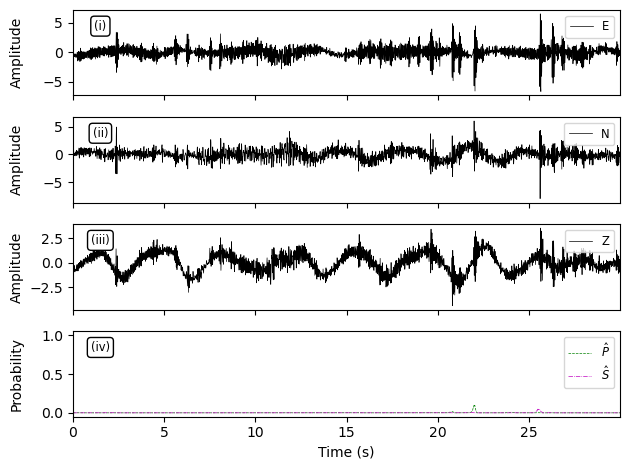 (i)
E
Amplitude
5
0
−5
(ii)
N
Amplitude
5
0
−5
(iii)
Z
Amplitude
2.5
0.0
−2.5
(iv)
P̂
Ŝ
Probability
1.0
0.5
0.0
0 5 10 15 20 25
Time (s)